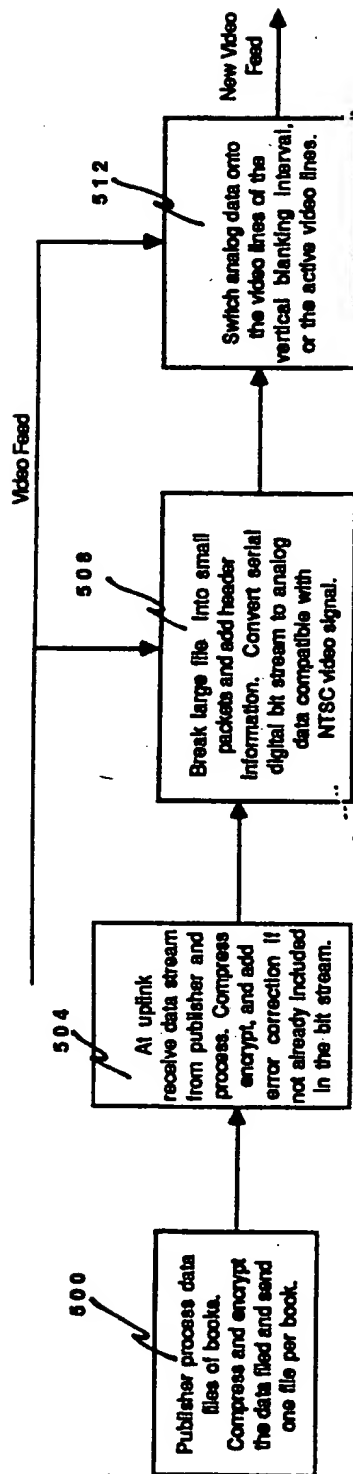 500
Publisher process data
files of books.
Compress and encrypt
the data filed and send
one file per book.
504
At uplink
receive data stream
from publisher and
process. Compress
encrypt, and add
error correction if
not already included
in the bit stream.
Video Feed
508
Break large file into small
packets and add header
information. Convert serial
digital bit stream to analog
data compatible with
NTSC video signal.
512
Switch analog data onto
the video lines of the
vertical blanking interval,
or the active video lines.
New Video
Feed